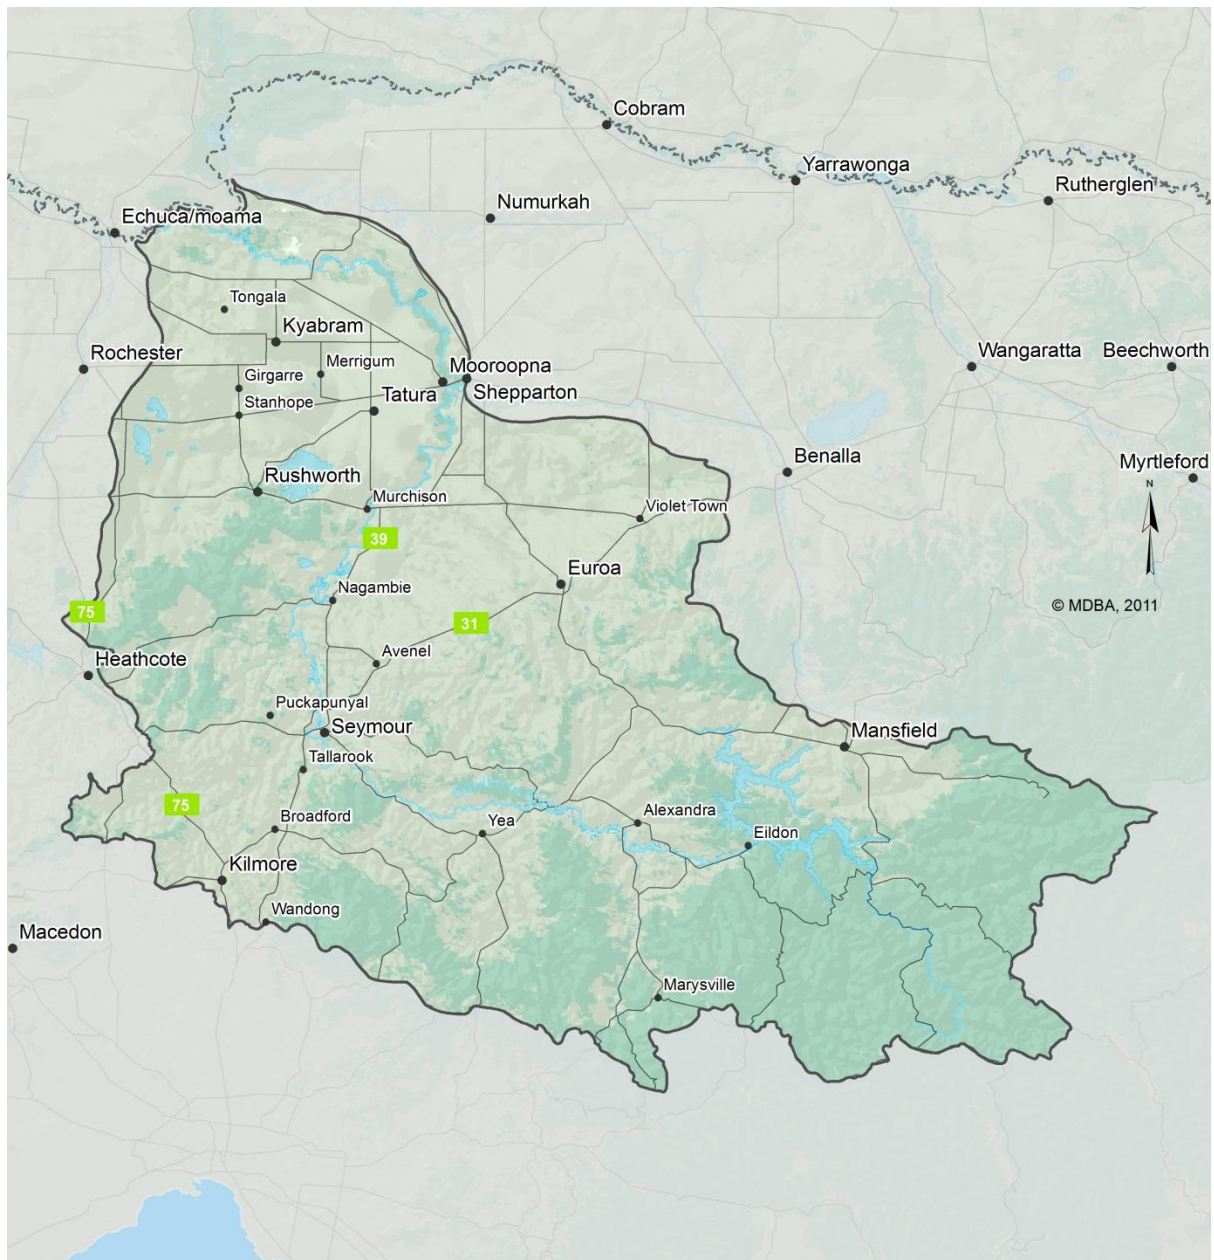 Cobram
Yarrawonga
Rutherglen
Numurkah
Echuca/moama
Tongala
Kyabram
Rochester
Merrigum
Mooroopna
Wangaratta
Beechworth
Girgarre
Shepparton
Tatura
Stanhope
Benalla
Myrtleford
Rushworth
N
Murchison
Violet Town
39
Euroa
Nagambie
© MDBA, 2011
75
31
Avenel
Heathcote
Puckapunyal
Seymour
Mansfield
Tallarook
75
Alexandra
Broadford
Yea
Eildon
Kilmore
Wandong
Macedon
Marysville